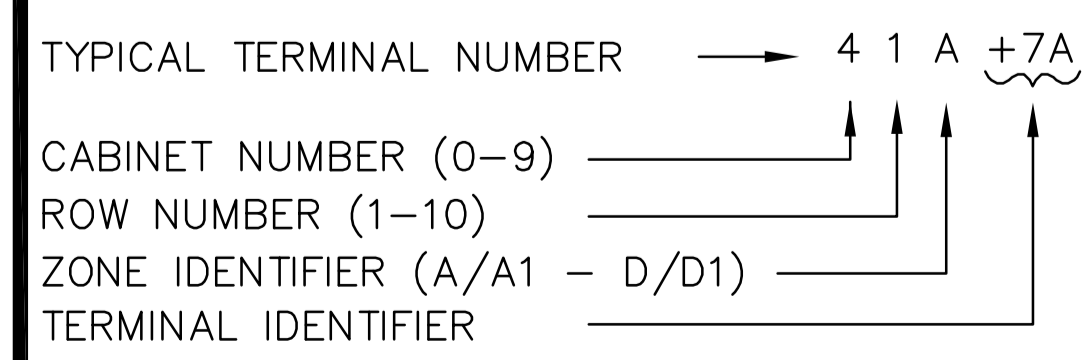 TYPICAL TERMINAL NUMBER 4 1 A +7A
CABINET NUMBER (0-9)
ROW NUMBER (1-10)
ZONE IDENTIFIER (A/A1 - D/D1)
TERMINAL IDENTIFIER